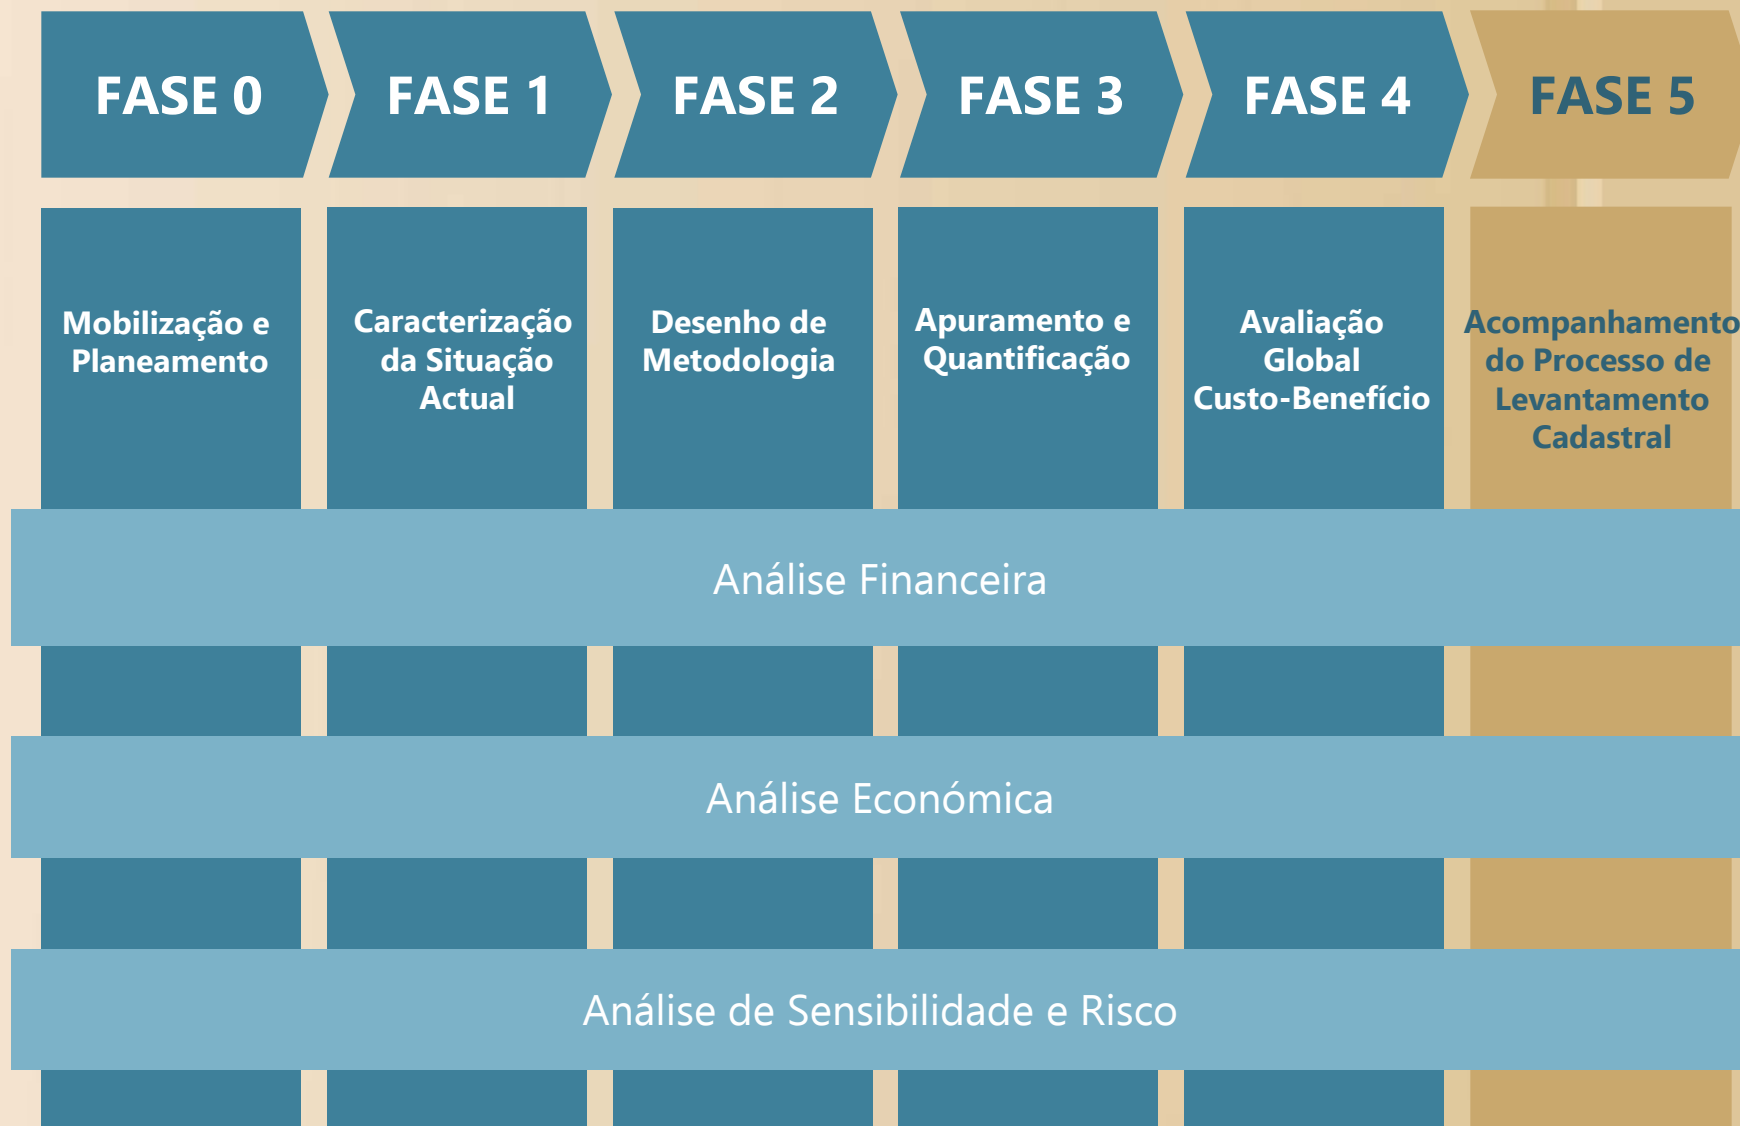 FASE 0
FASE 1
FASE 2
FASE 3
FASE 4
FASE 5
Mobilização e
Planeamento
Caracterização
da Situação
Actual
Desenho de
Metodologia
Apuramento e
Quantificação
Avaliação
Global
Custo-Benefício
Acompanhamento
do Processo de
Levantamento
Cadastral
Análise Financeira
Análise Económica
Análise de Sensibilidade e Risco